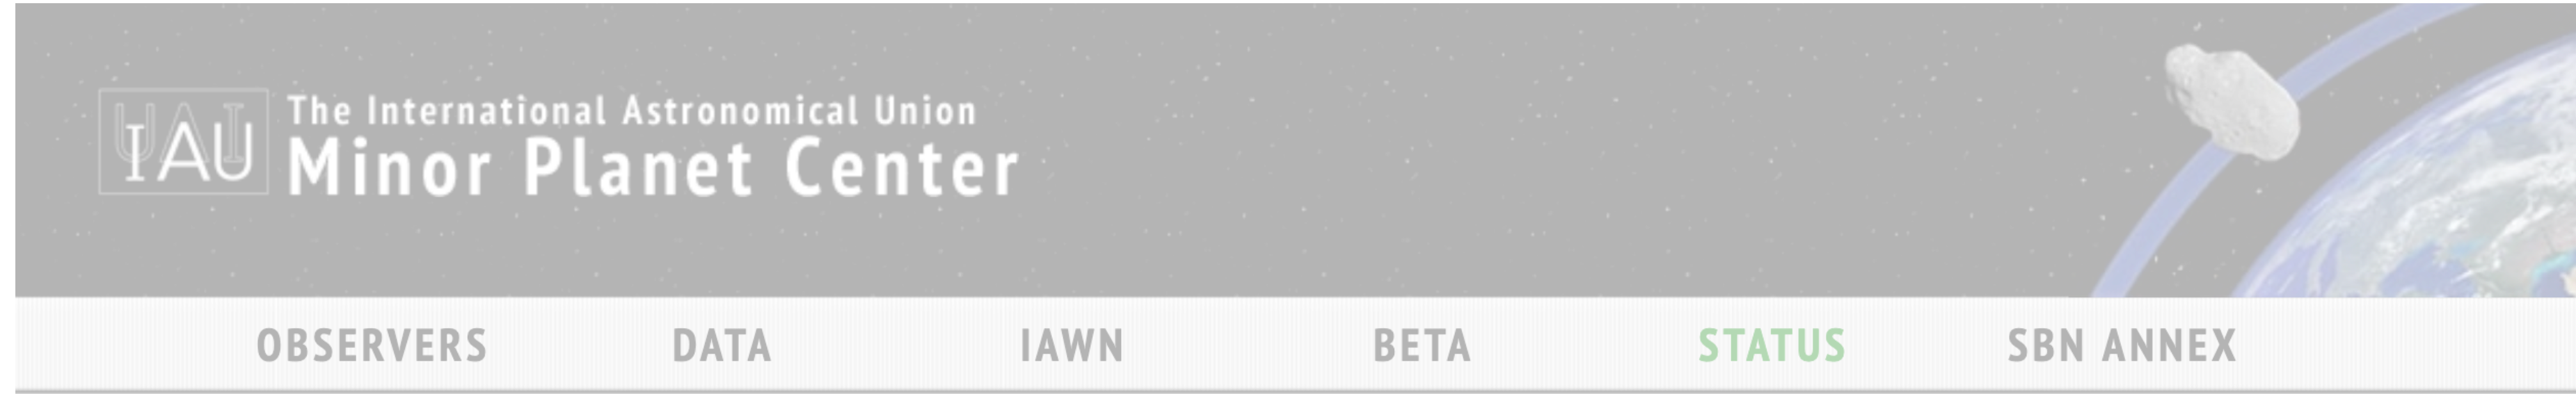 IAU
The International Astronomical Union
Minor Planet Center
OBSERVERS DATA IAWN BETA STATUS SBN ANNEX